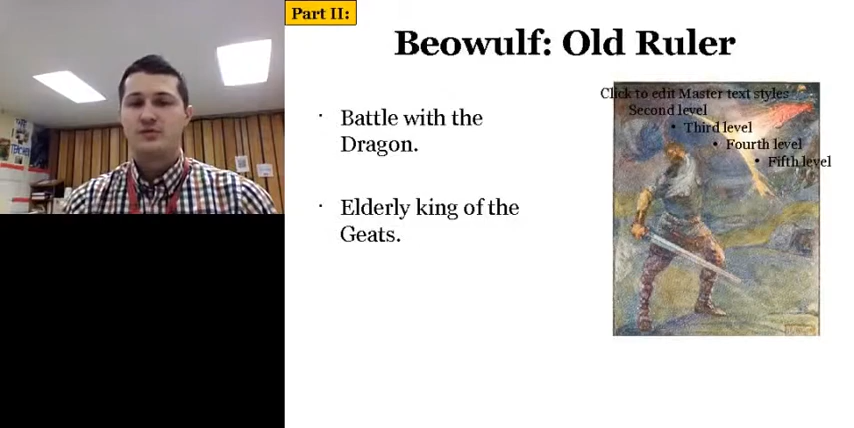 Part II:
Beowulf: Old Ruler
· Battle with the
Dragon.
· Elderly king of the
Geats.
Click to edit Master text styles
Second level
• Third level
• Fourth level
• Fifth level